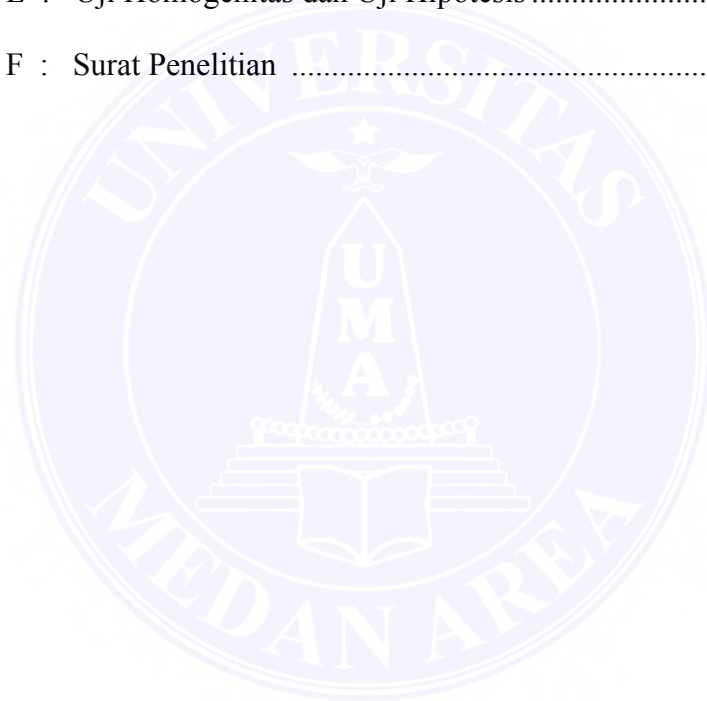 E : Uji Homogenitas dan Uji Hipotesis ......................
F : Surat Penelitian ....................................................
UNIVERSITAS
U
M
A
MEDAN AREA